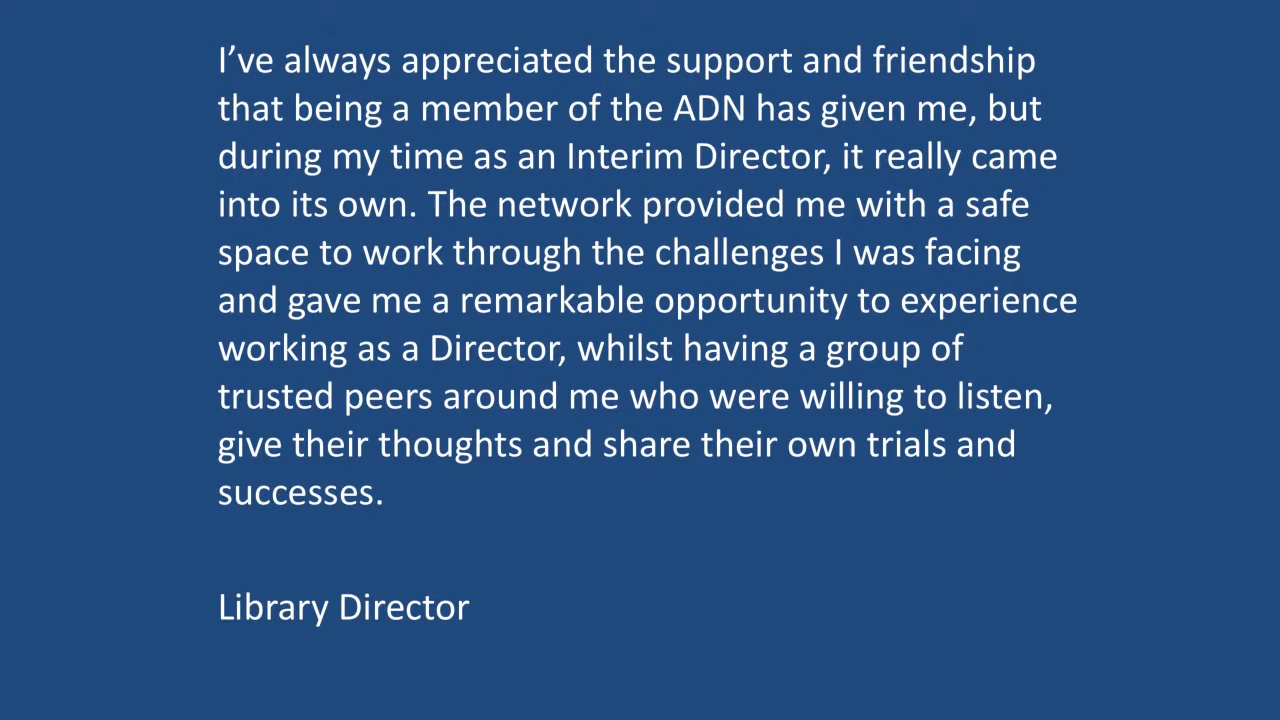 I’ve always appreciated the support and friendship
that being a member of the ADN has given me, but
during my time as an Interim Director, it really came
into its own. The network provided me with a safe
space to work through the challenges I was facing
and gave me a remarkable opportunity to experience
working as a Director, whilst having a group of
trusted peers around me who were willing to listen,
give their thoughts and share their own trials and
successes.
Library Director